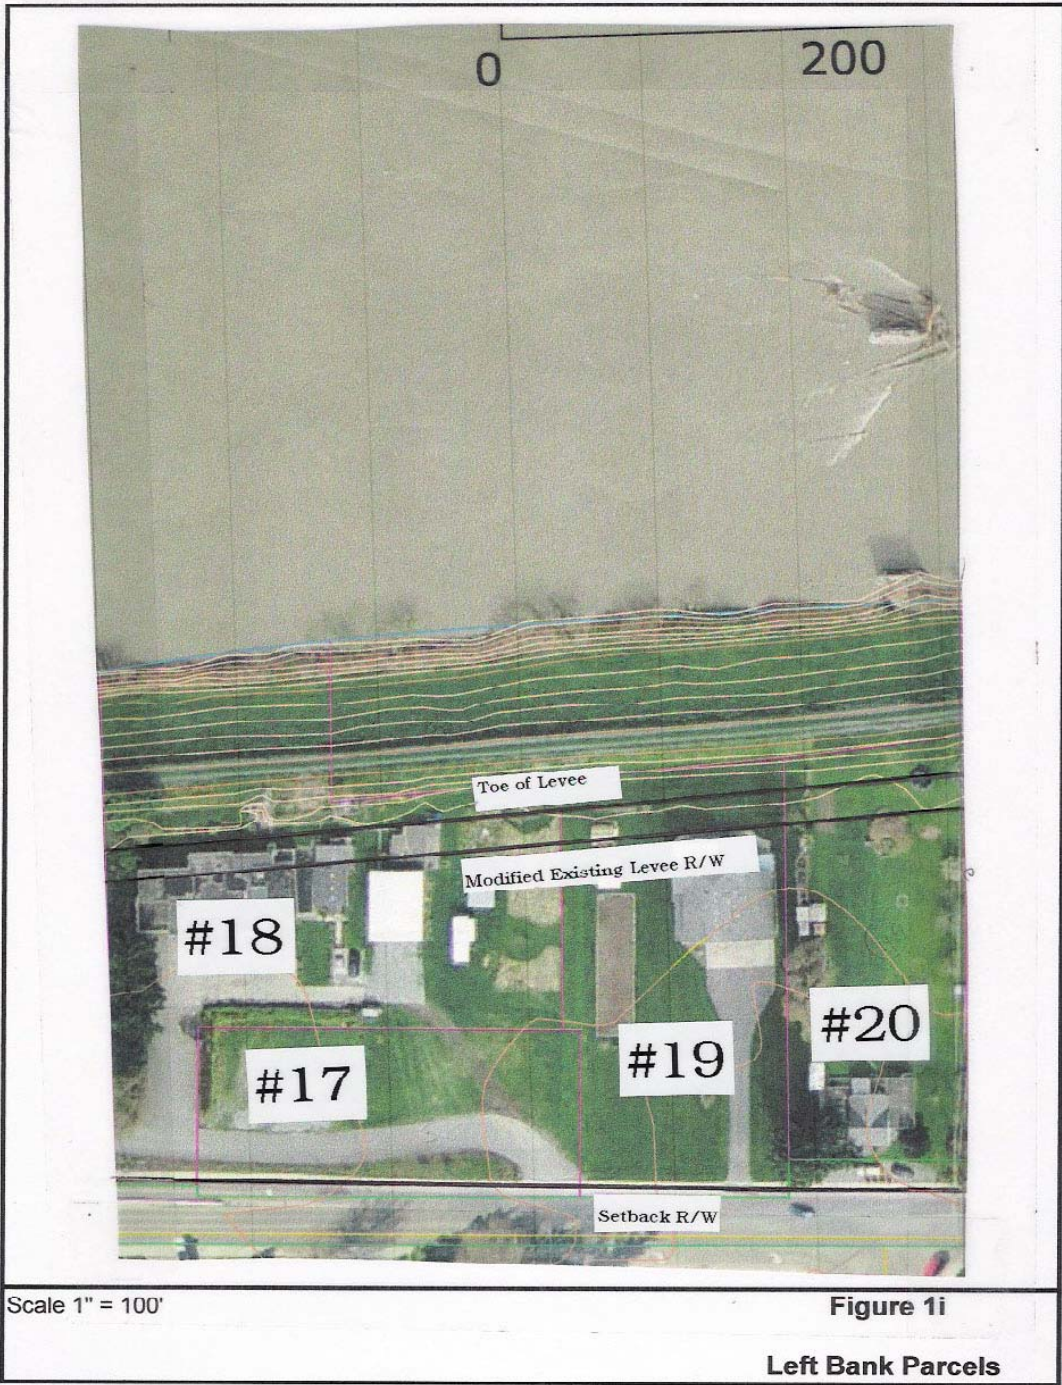 0 200
Toe of Levee
Modified Existing Levee R/W
#18
#20
#19
#17
Setback R/W
Scale 1" = 100'
Figure 1i
Left Bank Parcels